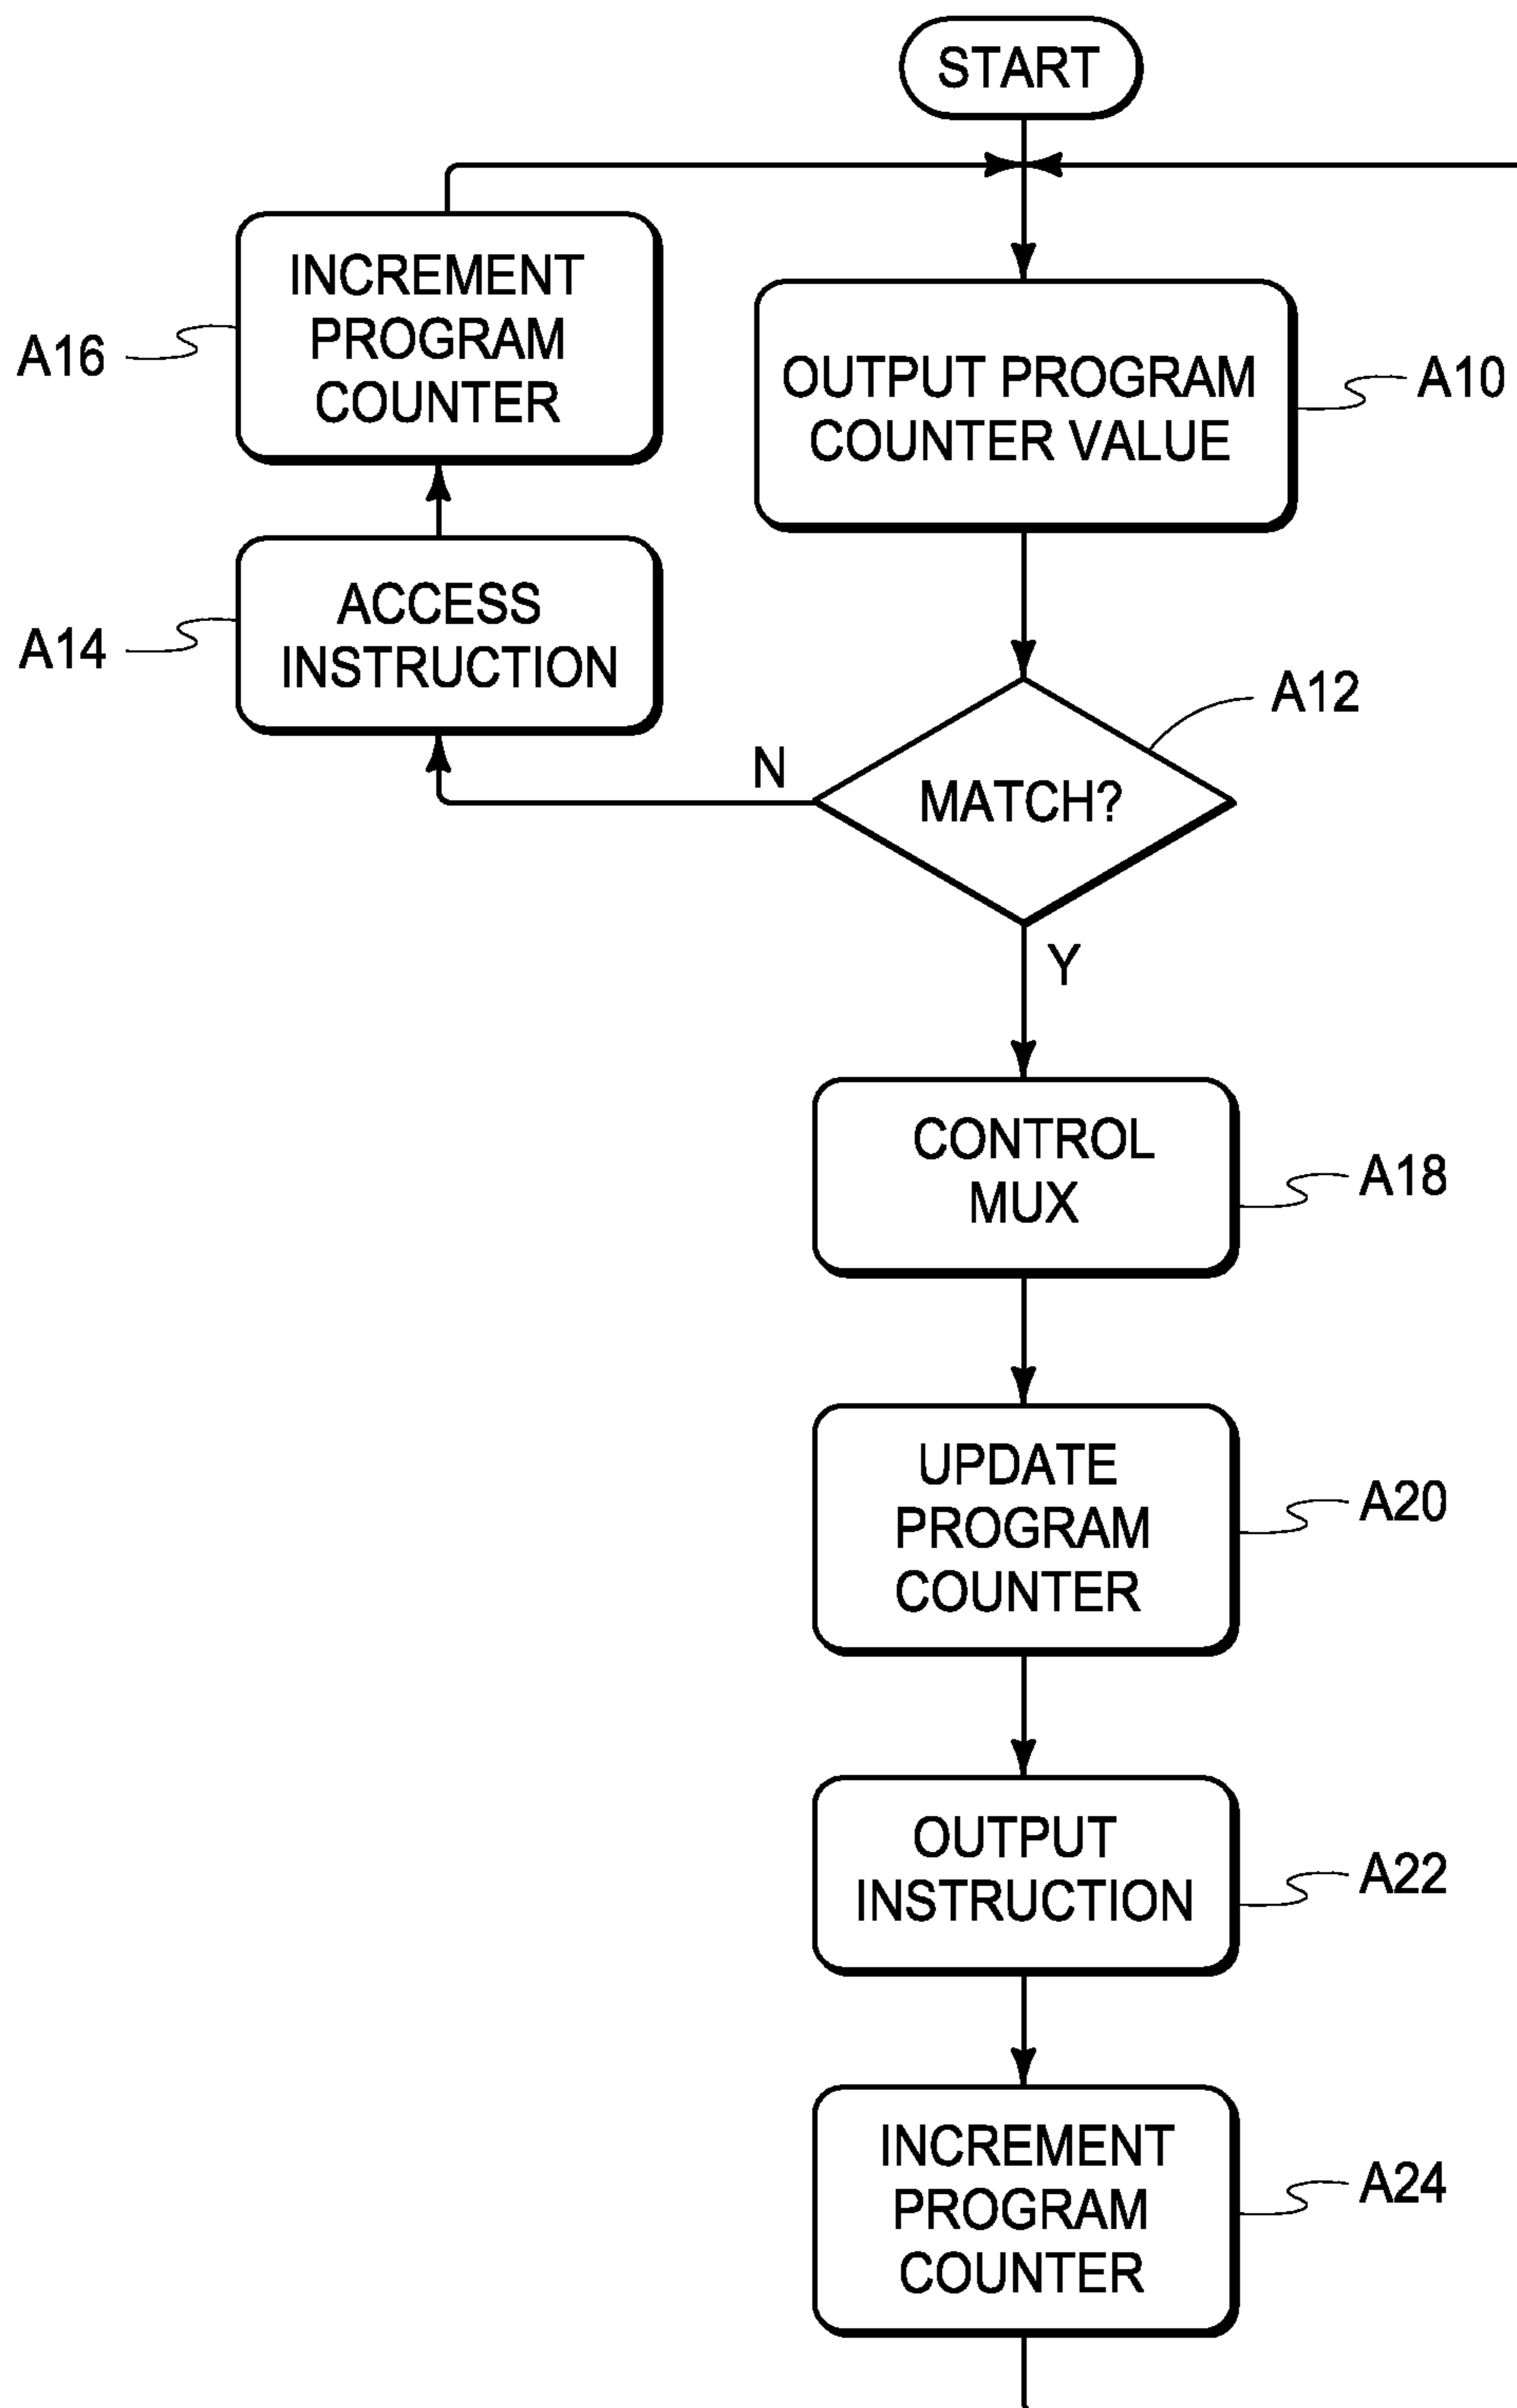 START
INCREMENT
PROGRAM
COUNTER
A16
OUTPUT PROGRAM
COUNTER VALUE
A10
ACCESS
INSTRUCTION
A14
A12
MATCH?
N
Y
CONTROL
MUX
A18
UPDATE
PROGRAM
COUNTER
A20
OUTPUT
INSTRUCTION
A22
INCREMENT
PROGRAM
COUNTER
A24